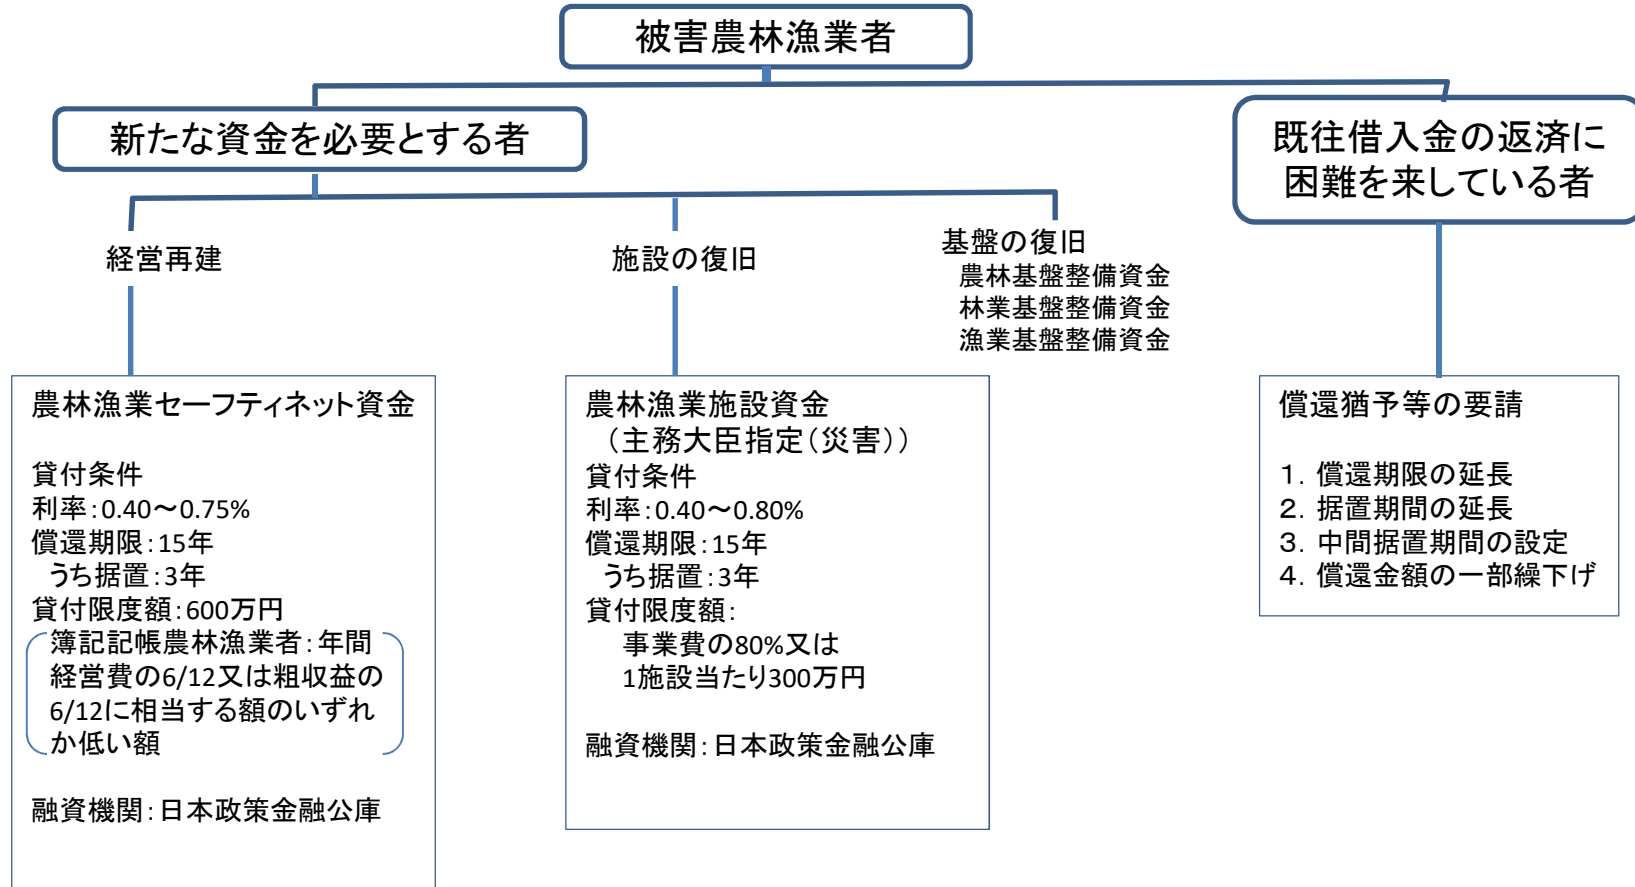 被害農林漁業者
新たな資金を必要とする者
既往借入金の返済に
困難を来している者
経営再建
施設の復旧
基盤の復旧
農林基盤整備資金
林業基盤整備資金
漁業基盤整備資金
農林漁業セーフティネット資金
貸付条件
利率：0.40～0.75%
償還期限：15年
うち据置：3年
貸付限度額：600万円
簿記記帳農林漁業者：年間
経営費の6/12又は粗収益の
6/12に相当する額のいずれ
か低い額
融資機関：日本政策金融公庫
農林漁業施設資金
（主務大臣指定（災害））
貸付条件
利率：0.40～0.80%
償還期限：15年
うち据置：3年
貸付限度額：
事業費の80%又は
1施設当たり300万円
融資機関：日本政策金融公庫
償還猶予等の要請
１．償還期限の延長
２．据置期間の延長
３．中間据置期間の設定
４．償還金額の一部繰下げ